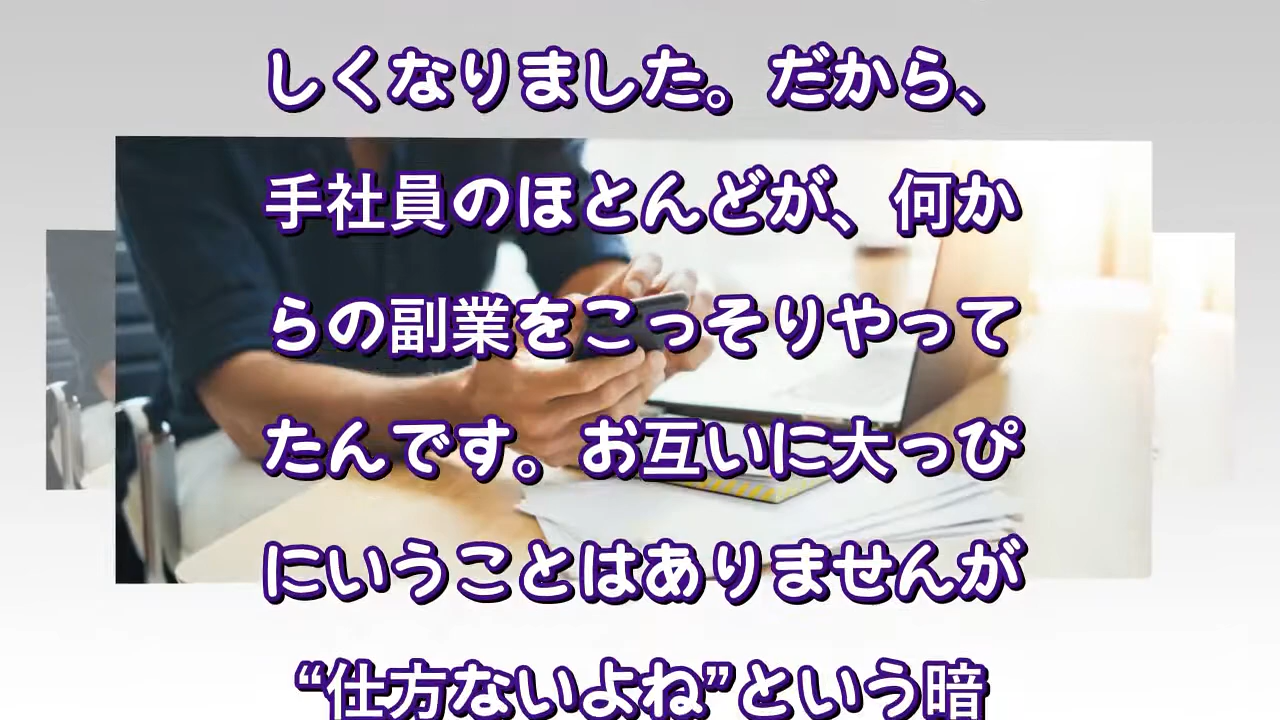 しくなりました。だから、
手社員のほとんどが、何か
らの副業をこっそりやって
たんです。お互いに大っぴ
にいうことはありませんが
“仕方ないよね”という暗